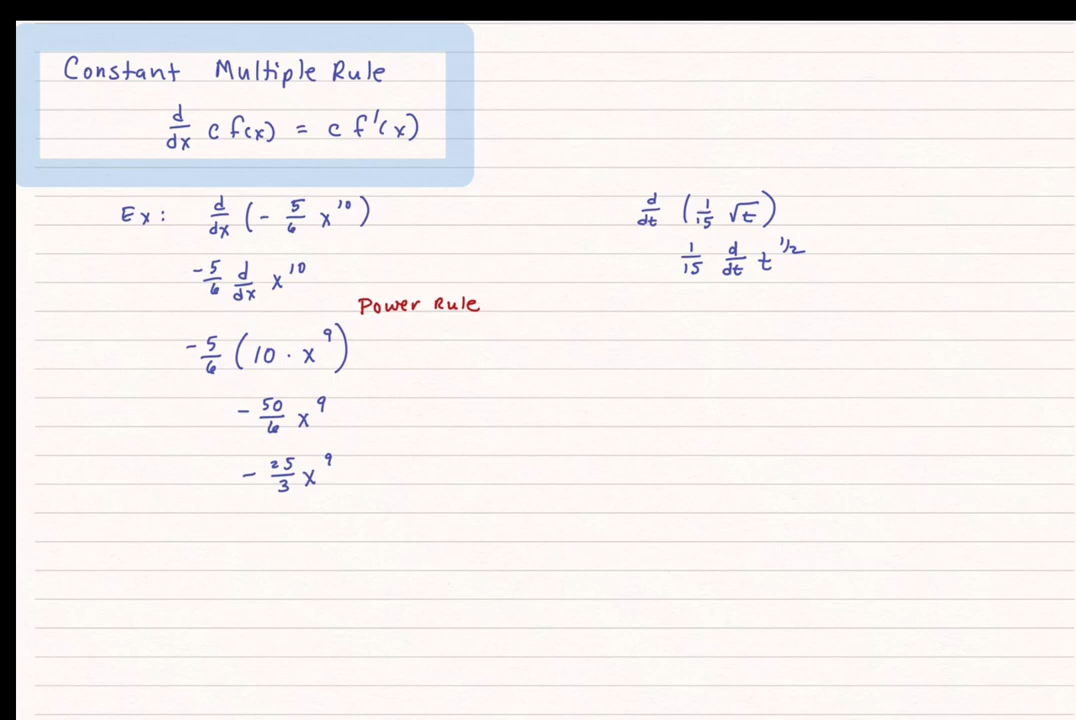 Constant Multiple Rule
d/dx c f(x) = c f'(x)
Ex: d/dx (- 5/6 x^10)
-5/6 d/dx x^10
Power Rule
-5/6 (10 · x^9)
- 50/6 x^9
- 25/3 x^9
d/dt (1/15 √t)
1/15 d/dt t^1/2